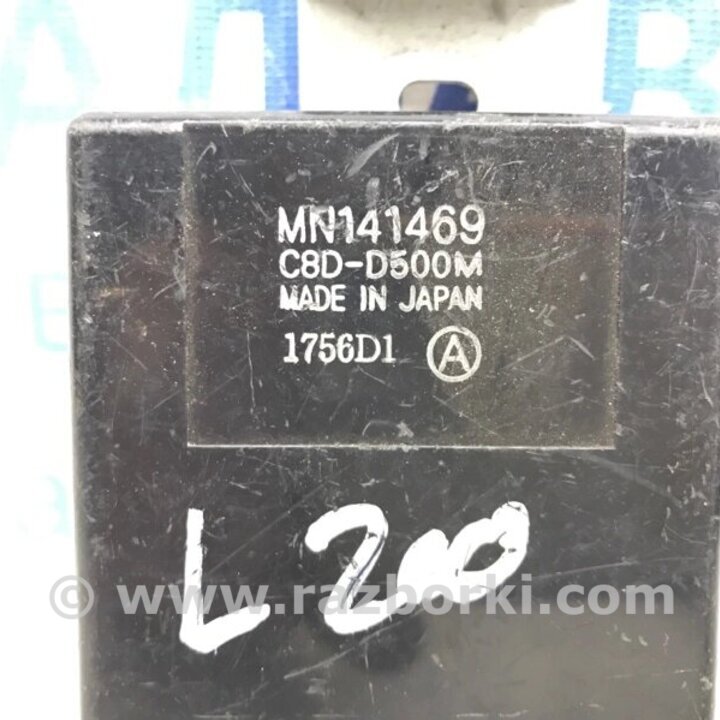 MN141469
C8D-D500M
MADE IN JAPAN
1756D1 Ⓐ
L200
© www.razborki.com